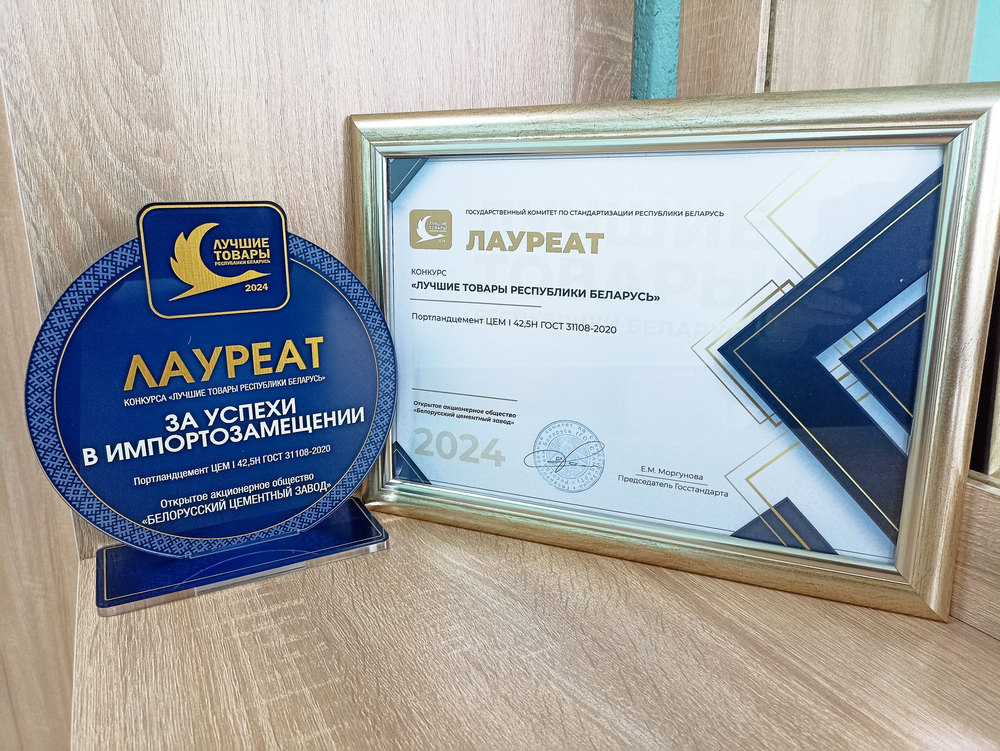 ЛУЧШИЕ
ТОВАРЫ
РЕСПУБЛИКИ БЕЛАРУСЬ
2024
ЛАУРЕАТ
КОНКУРСА «ЛУЧШИЕ ТОВАРЫ РЕСПУБЛИКИ БЕЛАРУСЬ»
ЗА УСПЕХИ
В ИМПОРТОЗАМЕЩЕНИИ
Портландцемент ЦЕМ I 42,5Н ГОСТ 31108-2020
Открытое акционерное общество
«БЕЛОРУССКИЙ ЦЕМЕНТНЫЙ ЗАВОД»
ГОСУДАРСТВЕННЫЙ КОМИТЕТ ПО СТАНДАРТИЗАЦИИ РЕСПУБЛИКИ БЕЛАРУСЬ
ЛУЧШИЕ
ТОВАРЫ
ЛАУРЕАТ
КОНКУРС
«ЛУЧШИЕ ТОВАРЫ РЕСПУБЛИКИ БЕЛАРУСЬ»
Портландцемент ЦЕМ I 42,5Н ГОСТ 31108-2020
Открытое акционерное общество
«Белорусский цементный завод»
2024
Е.М. Моргунова
Председатель Госстандарта